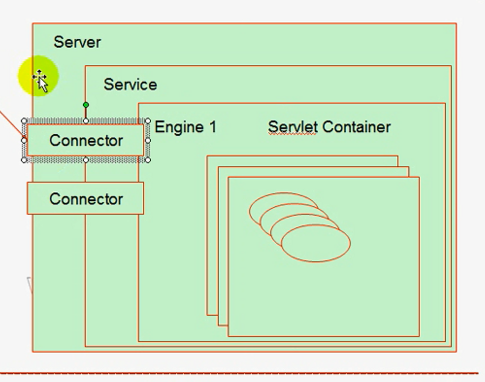 Server
Service
Engine 1
Servlet Container
Connector
Connector